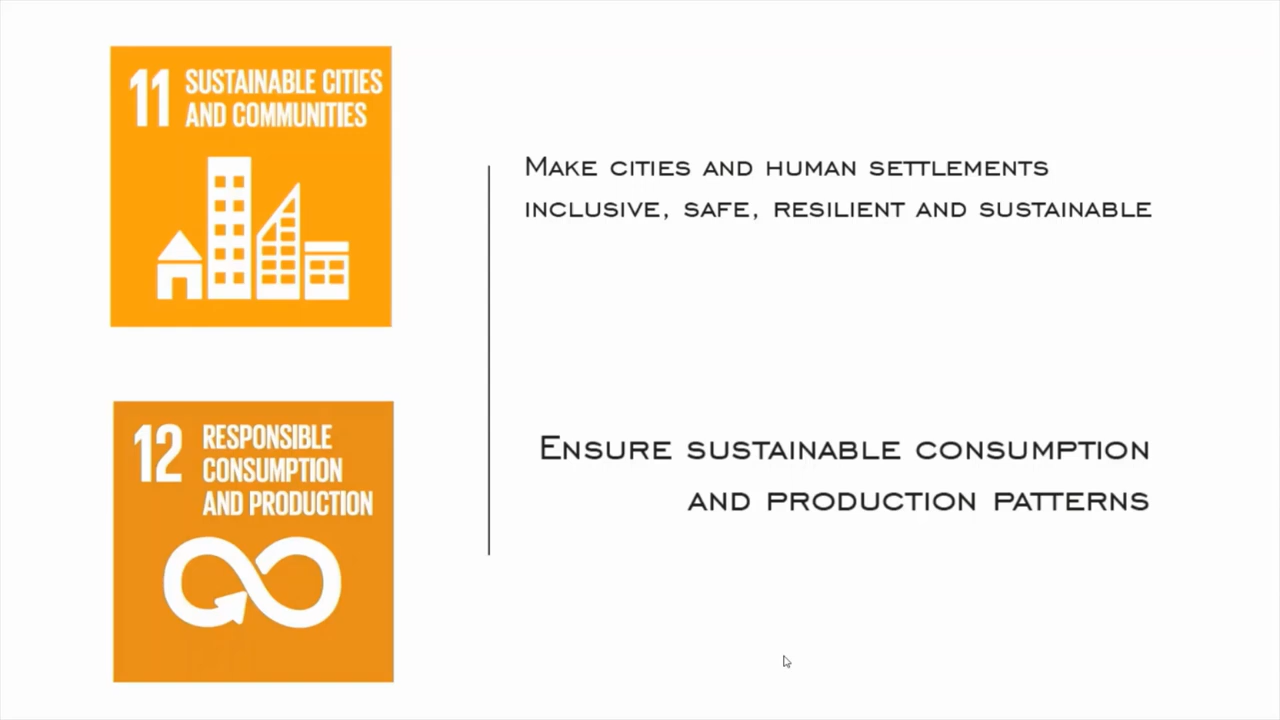 11 SUSTAINABLE CITIES
AND COMMUNITIES
Make cities and human settlements
inclusive, safe, resilient and sustainable
12 RESPONSIBLE
CONSUMPTION
AND PRODUCTION
Ensure sustainable consumption
and production patterns